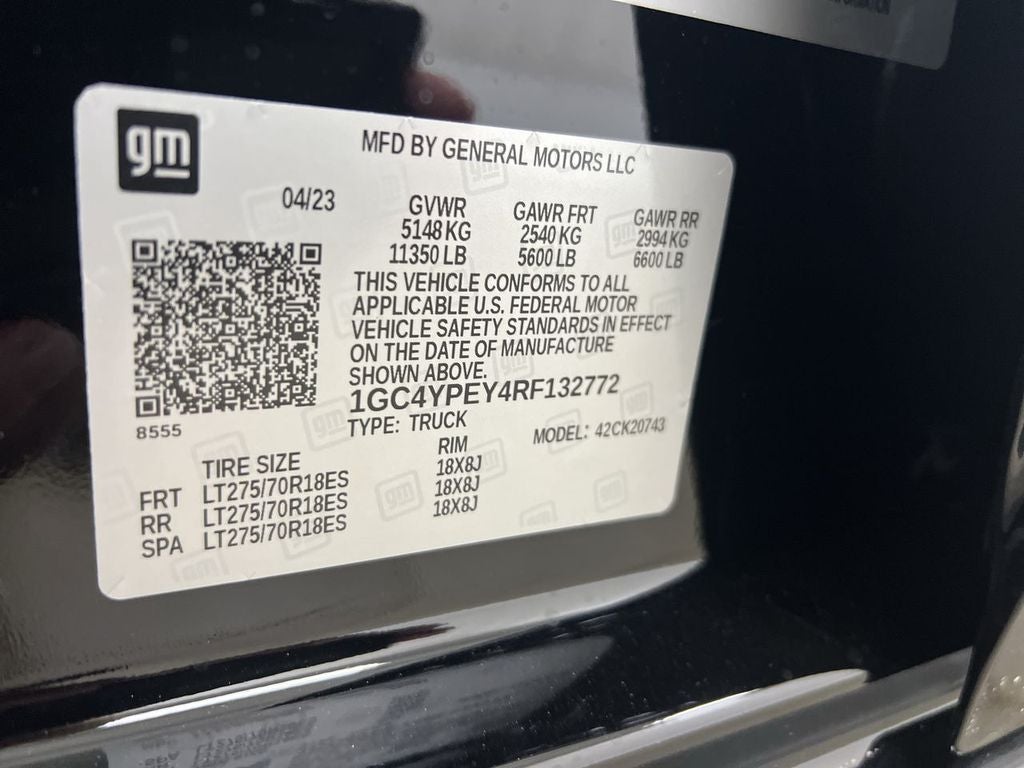 gm
MFD BY GENERAL MOTORS LLC
04/23
GVWR GAWR FRT GAWR RR
5148 KG 2540 KG 2994 KG
11350 LB 5600 LB 6600 LB
THIS VEHICLE CONFORMS TO ALL
APPLICABLE U.S. FEDERAL MOTOR
VEHICLE SAFETY STANDARDS IN EFFECT
ON THE DATE OF MANUFACTURE
SHOWN ABOVE.
1GC4YPEY4RF132772
8555
TYPE: TRUCK MODEL: 42CK20743
TIRE SIZE RIM
FRT LT275/70R18ES 18X8J
RR LT275/70R18ES 18X8J
SPA LT275/70R18ES 18X8J